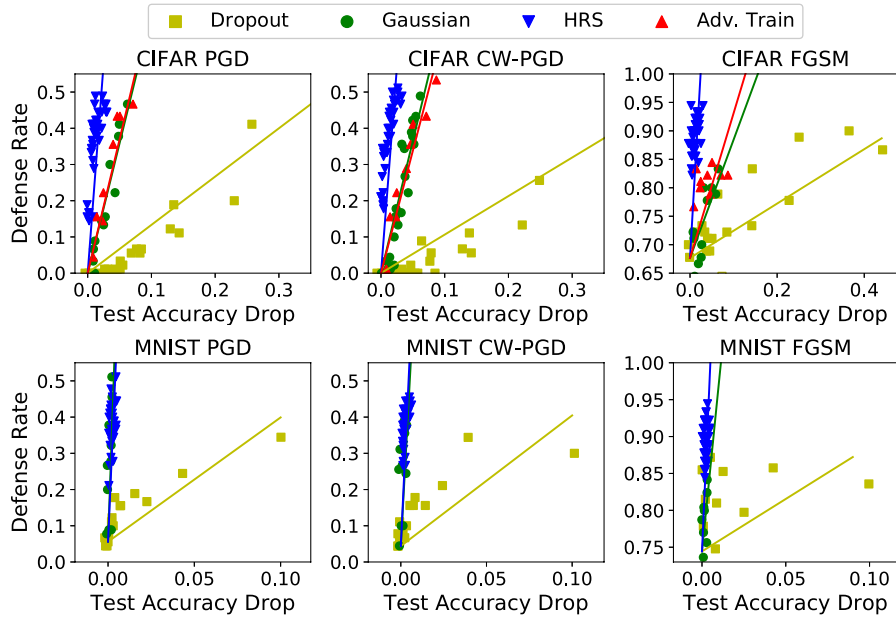 Dropout Gaussian HRS Adv. Train
CIFAR PGD CIFAR CW-PGD CIFAR FGSM
Defense Rate
0.5 0.4 0.3 0.2 0.1 0.0
0.0 0.1 0.2 0.3
Test Accuracy Drop
0.5 0.4 0.3 0.2 0.1 0.0
0.0 0.1 0.2 0.3
Test Accuracy Drop
1.00 0.95 0.90 0.85 0.80 0.75 0.70 0.65
0.0 0.2 0.4
Test Accuracy Drop
MNIST PGD MNIST CW-PGD MNIST FGSM
Defense Rate
0.5 0.4 0.3 0.2 0.1 0.0
0.00 0.05 0.10
Test Accuracy Drop
0.5 0.4 0.3 0.2 0.1 0.0
0.00 0.05 0.10
Test Accuracy Drop
1.00 0.95 0.90 0.85 0.80 0.75
0.00 0.05 0.10
Test Accuracy Drop